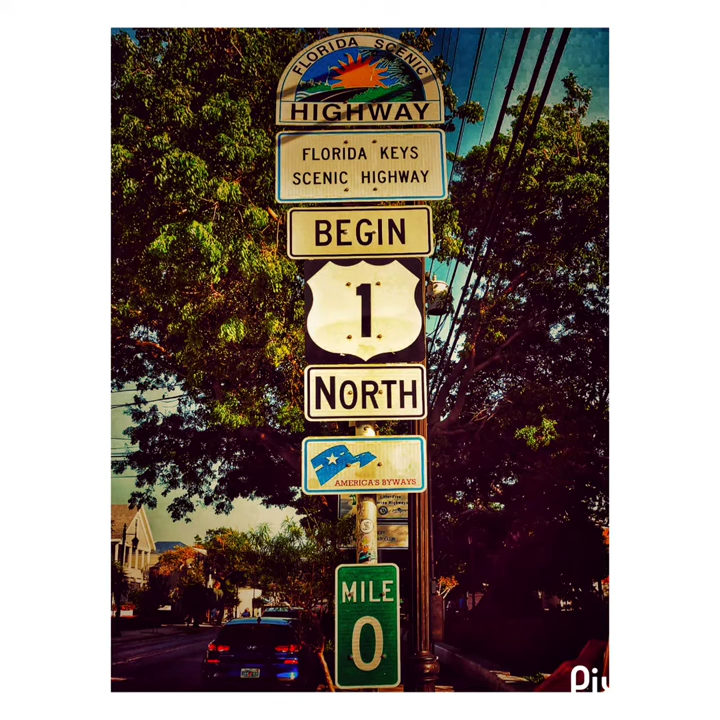 FLORIDA SCENIC
HIGHWAY
FLORIDA KEYS
SCENIC HIGHWAY
BEGIN
1
NORTH
AMERICA'S BYWAYS
MILE
0